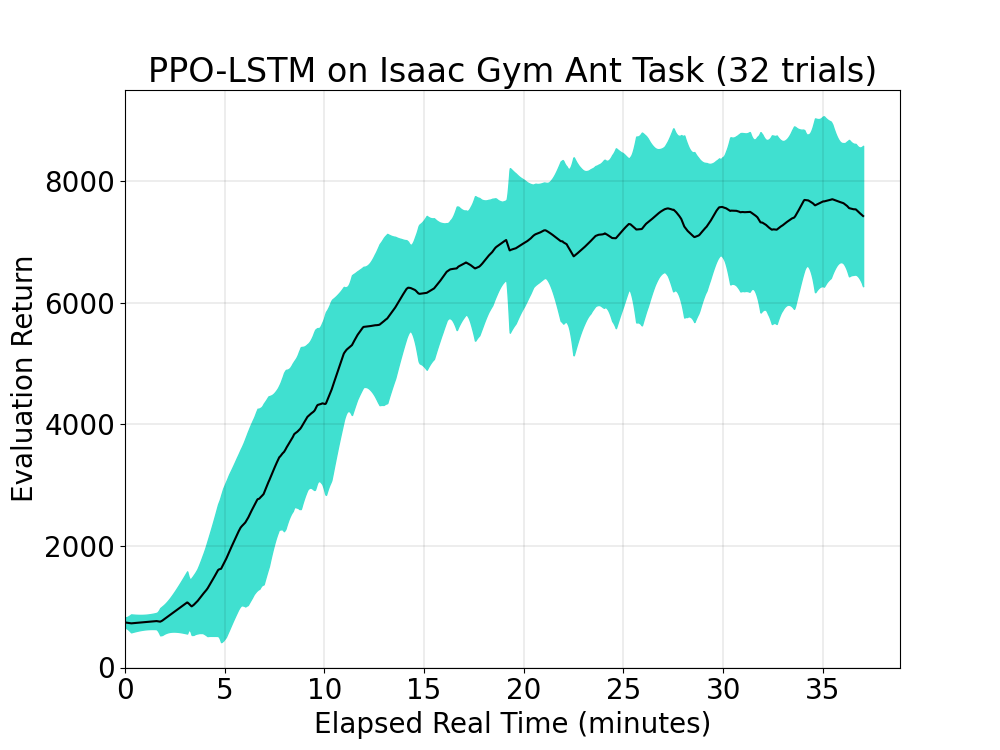 PPO-LSTM on Isaac Gym Ant Task (32 trials)
Evaluation Return
8000
6000
4000
2000
0
0 5 10 15 20 25 30 35
Elapsed Real Time (minutes)